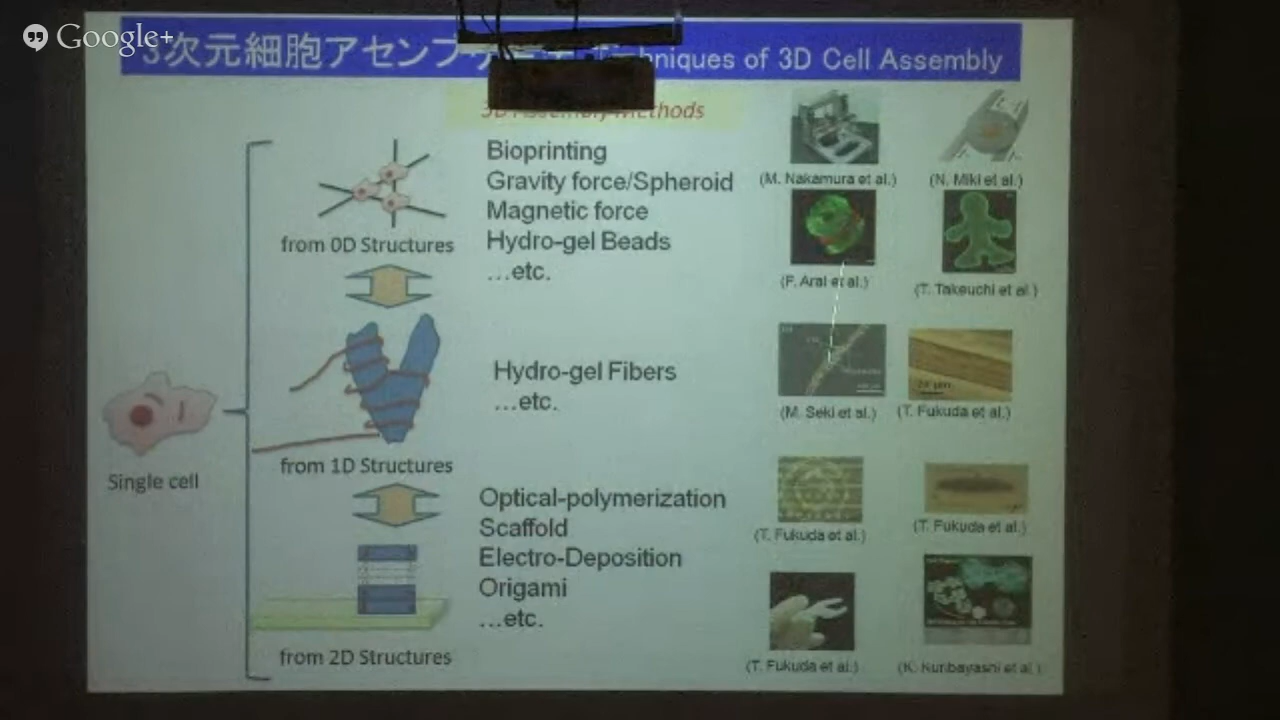 Google+
3次元細胞アセンブ
niques of 3D Cell Assembly
3D Assembly Methods
Bioprinting
Gravity force/Spheroid
Magnetic force
Hydro-gel Beads
...etc.
from 0D Structures
(M. Nakamura et al.)
(N. Miki et al.)
(F. Arai et al.)
(T. Takeuchi et al.)
Hydro-gel Fibers
...etc.
from 1D Structures
(M. Seki et al.)
(T. Fukuda et al.)
Single cell
Optical-polymerization
Scaffold
Electro-Deposition
Origami
...etc.
from 2D Structures
(T. Fukuda et al.)
(T. Fukuda et al.)
(T. Fukuda et al.)
(K. Kuribayashi et al.)